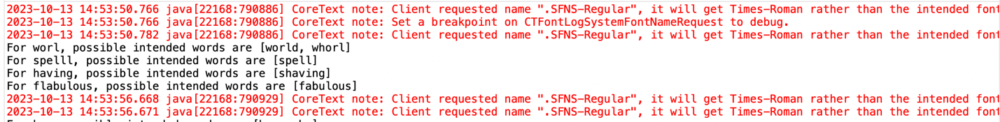 2023-10-13 14:53:50.766 java[22168:790886] CoreText note: Client requested name ".SFNS-Regular", it will get Times-Roman rather than the intended font
2023-10-13 14:53:50.766 java[22168:790886] CoreText note: Set a breakpoint on CTFontLogSystemFontNameRequest to debug.
2023-10-13 14:53:50.782 java[22168:790886] CoreText note: Client requested name ".SFNS-Regular", it will get Times-Roman rather than the intended font
For worl, possible intended words are [world, whorl]
For spelll, possible intended words are [spell]
For having, possible intended words are [shaving]
For flabulous, possible intended words are [fabulous]
2023-10-13 14:53:56.668 java[22168:790929] CoreText note: Client requested name ".SFNS-Regular", it will get Times-Roman rather than the intended font
2023-10-13 14:53:56.671 java[22168:790929] CoreText note: Client requested name ".SFNS-Regular", it will get Times-Roman rather than the intended font